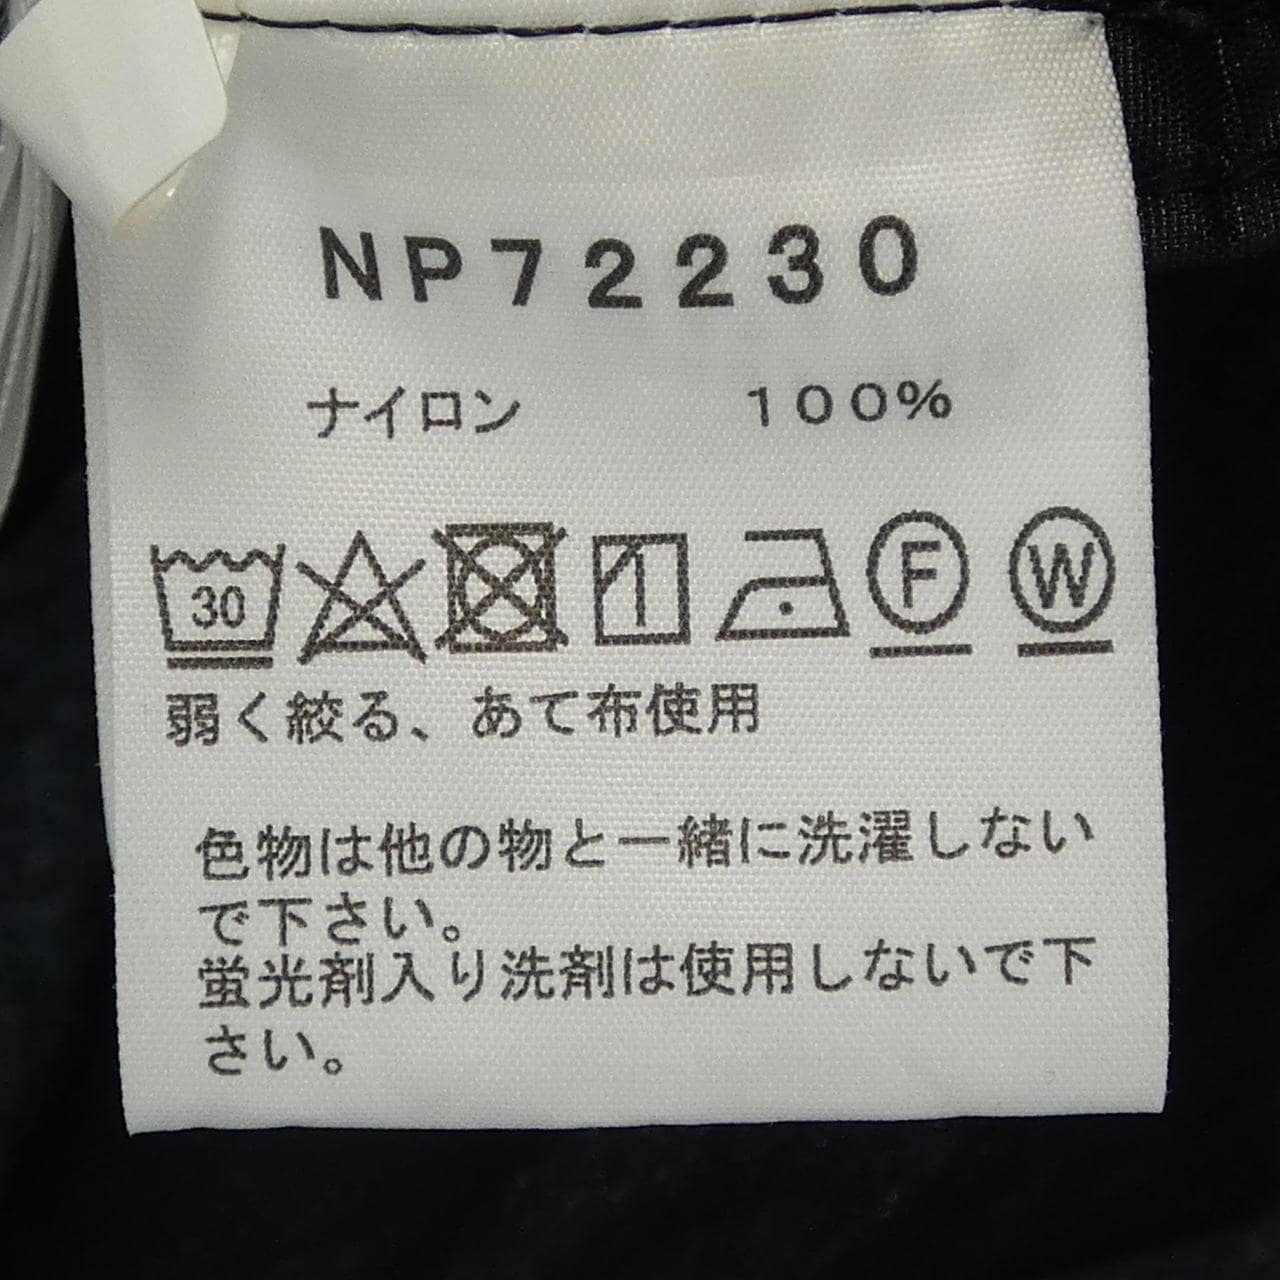 NP72230
ナイロン 100%
30 F W
弱く絞る、あて布使用
色物は他の物と一緒に洗濯しない
で下さい。
蛍光剤入り洗剤は使用しないで下
さい。